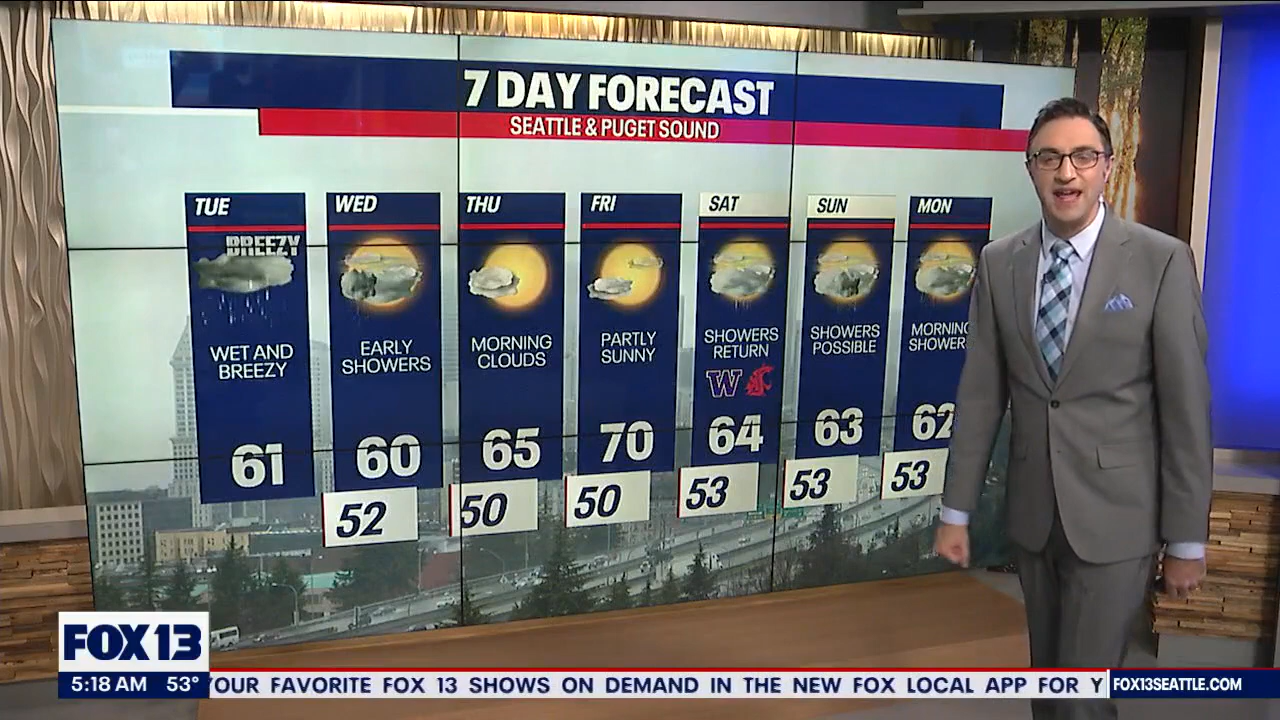 7 DAY FORECAST
SEATTLE & PUGET SOUND
TUE
BREEZY
WET AND
BREEZY
61
WED
EARLY
SHOWERS
60
52
THU
MORNING
CLOUDS
65
50
FRI
PARTLY
SUNNY
70
50
SAT
SHOWERS
RETURN
W
64
53
SUN
SHOWERS
POSSIBLE
63
53
MON
MORNING
SHOWER
62
53
FOX 13
5:18 AM 53°
YOUR FAVORITE FOX 13 SHOWS ON DEMAND IN THE NEW FOX LOCAL APP FOR Y
FOX13SEATTLE.COM